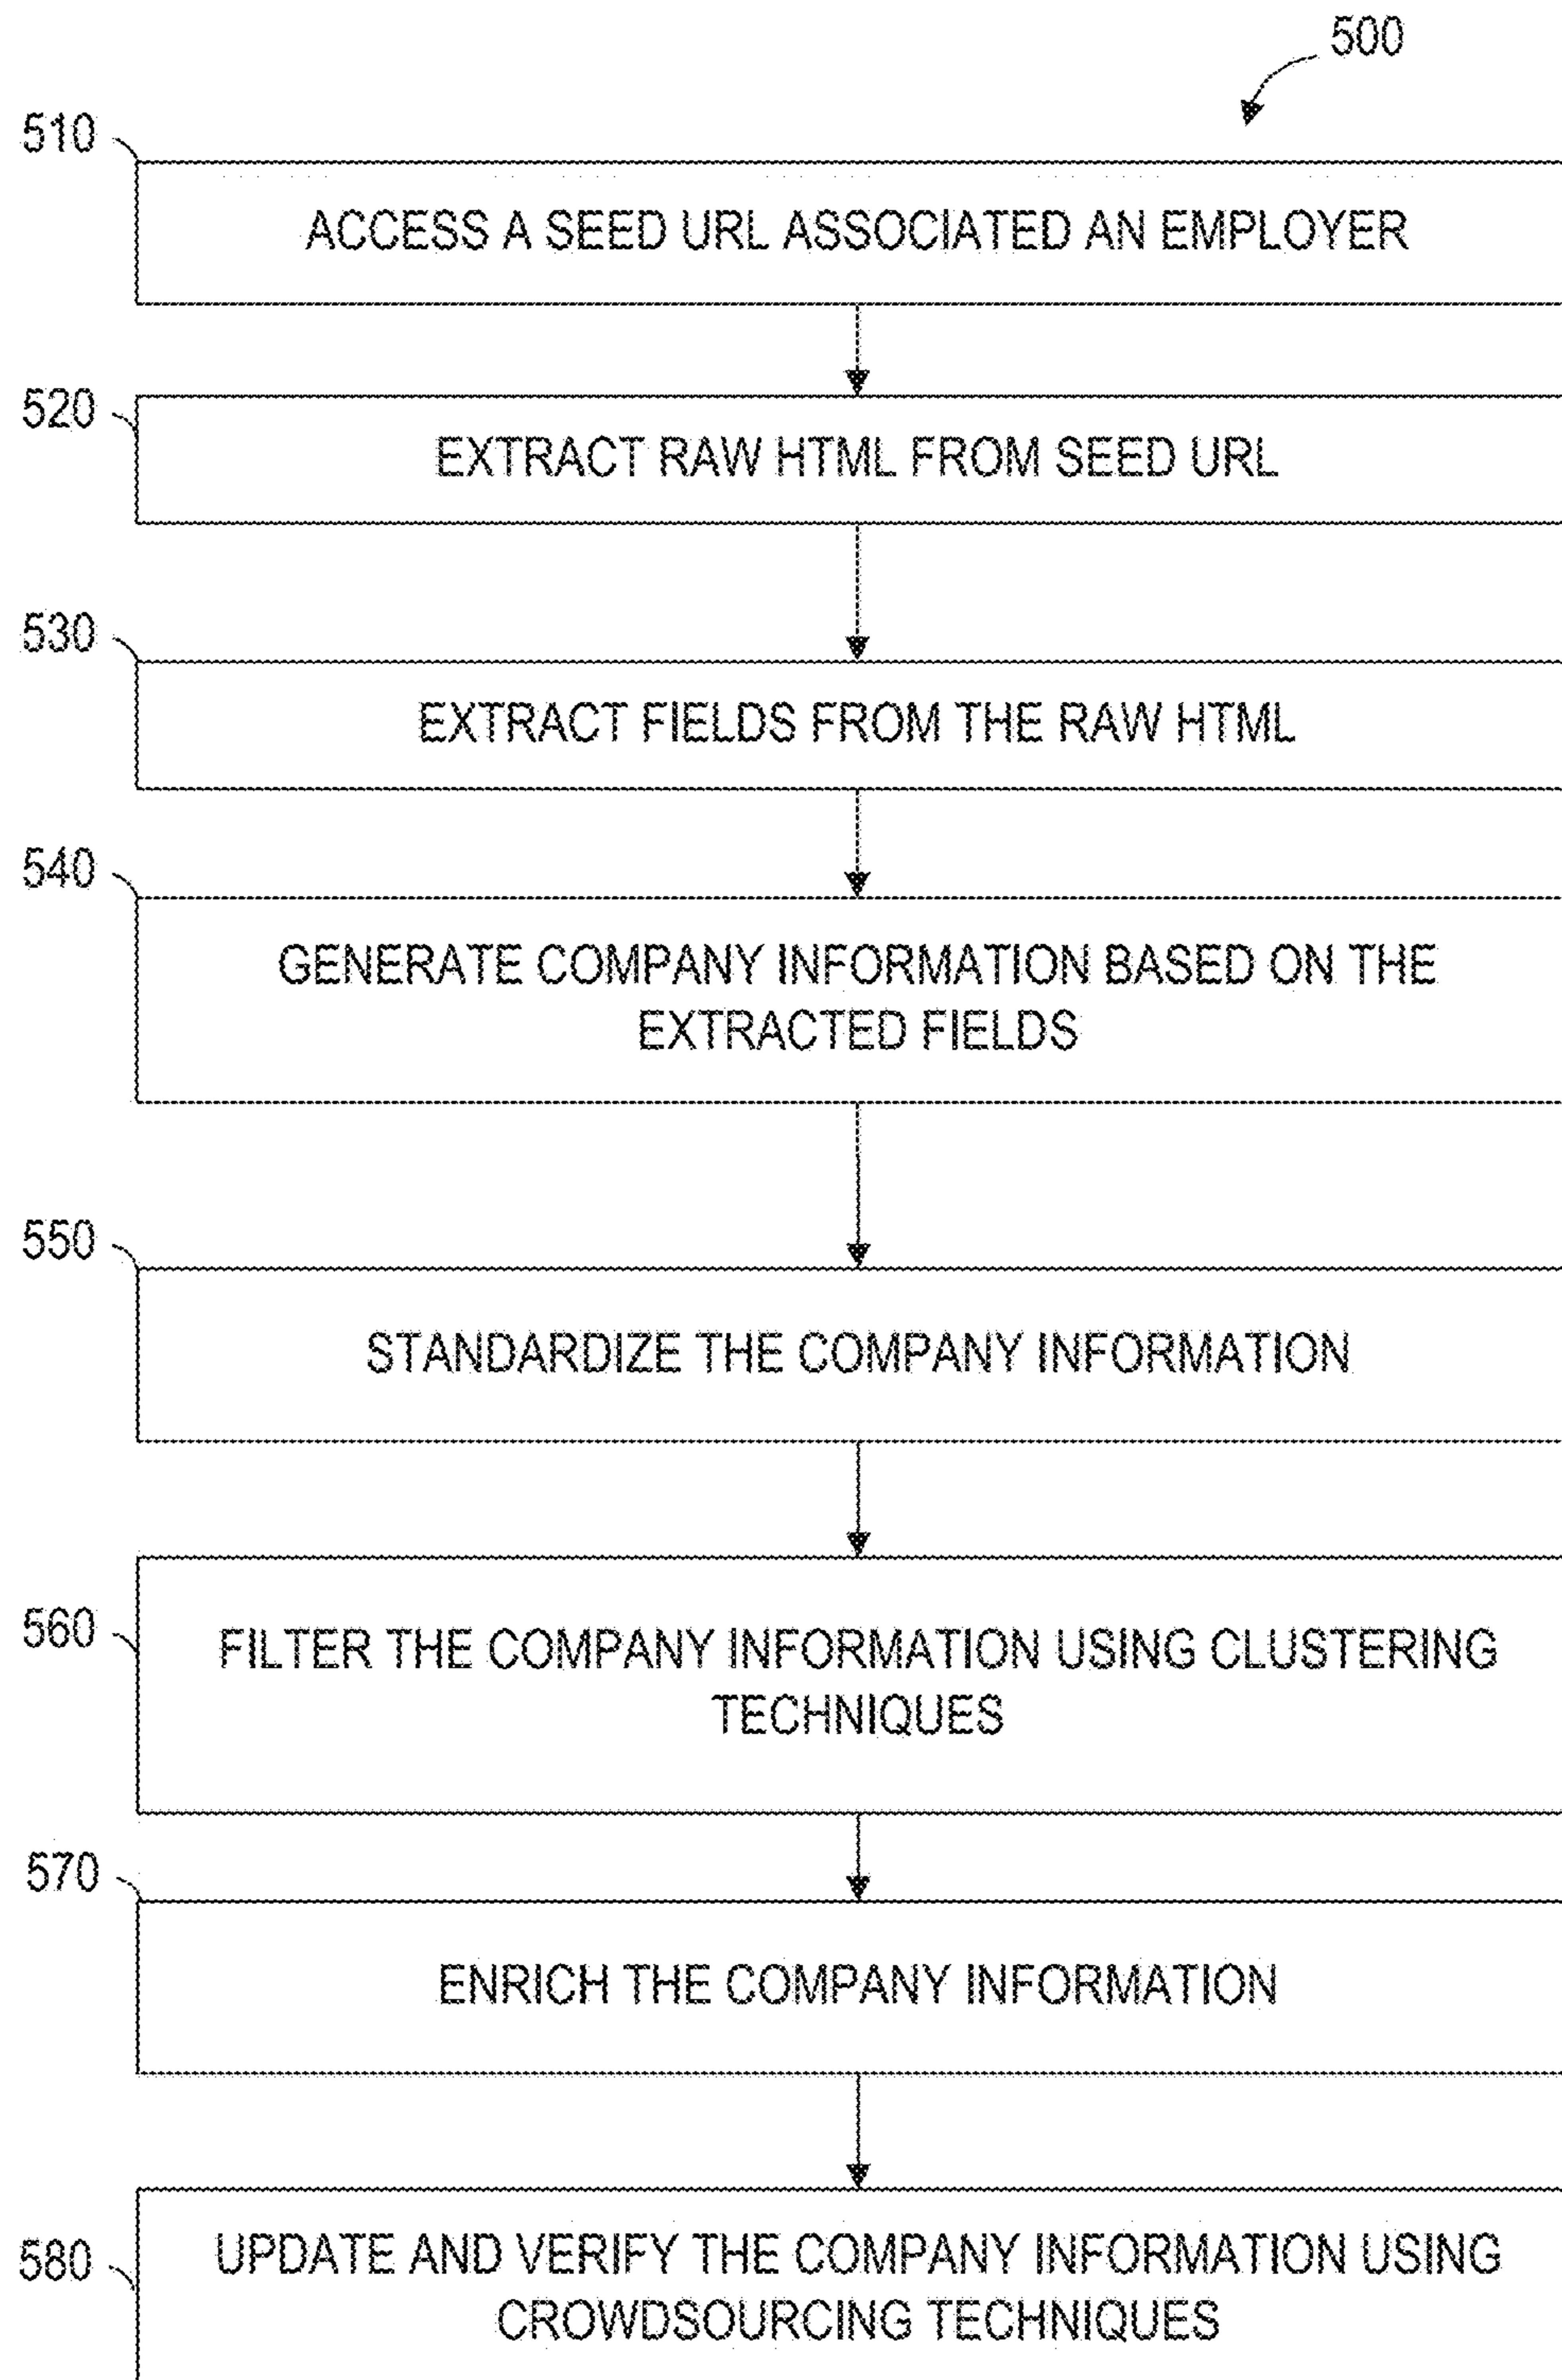 500
510
ACCESS A SEED URL ASSOCIATED AN EMPLOYER
520
EXTRACT RAW HTML FROM SEED URL
530
EXTRACT FIELDS FROM THE RAW HTML
540
GENERATE COMPANY INFORMATION BASED ON THE
EXTRACTED FIELDS
550
STANDARDIZE THE COMPANY INFORMATION
560
FILTER THE COMPANY INFORMATION USING CLUSTERING
TECHNIQUES
570
ENRICH THE COMPANY INFORMATION
580
UPDATE AND VERIFY THE COMPANY INFORMATION USING
CROWDSOURCING TECHNIQUES